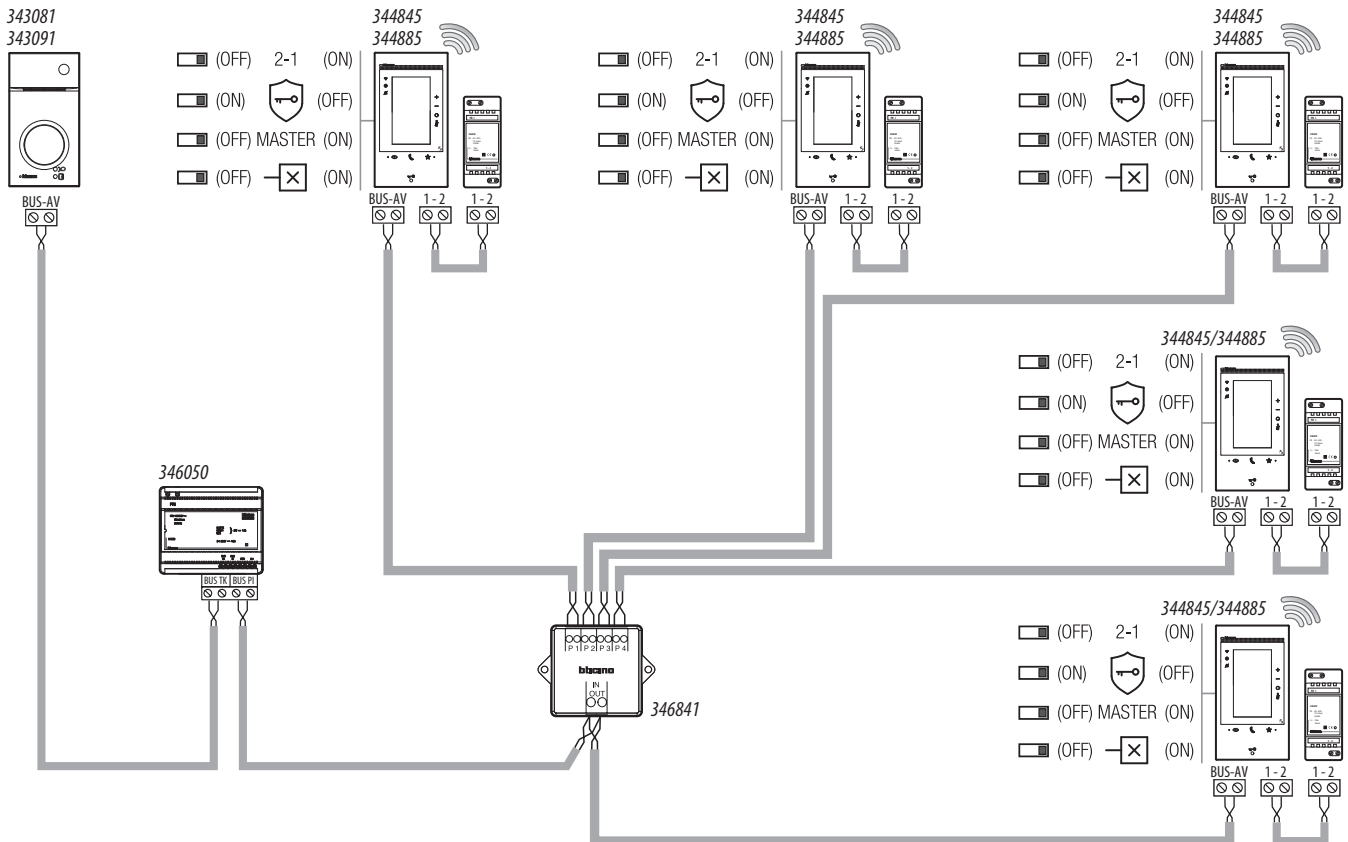 343081
343091
BUS-AV
344845
344885
(OFF) 2-1 (ON)
(ON) (OFF)
(OFF) MASTER (ON)
(OFF) (ON)
BUS-AV 1 - 2 1 - 2
344845
344885
(OFF) 2-1 (ON)
(ON) (OFF)
(OFF) MASTER (ON)
(OFF) (ON)
BUS-AV 1 - 2 1 - 2
344845
344885
(OFF) 2-1 (ON)
(ON) (OFF)
(OFF) MASTER (ON)
(OFF) (ON)
BUS-AV 1 - 2 1 - 2
344845/344885
(OFF) 2-1 (ON)
(ON) (OFF)
(OFF) MASTER (ON)
(OFF) (ON)
BUS-AV 1 - 2 1 - 2
346050
BUS TK BUS PI
P1 P2 P3 P4
bticino
IN
OUT
346841
344845/344885
(OFF) 2-1 (ON)
(ON) (OFF)
(OFF) MASTER (ON)
(OFF) (ON)
BUS-AV 1 - 2 1 - 2